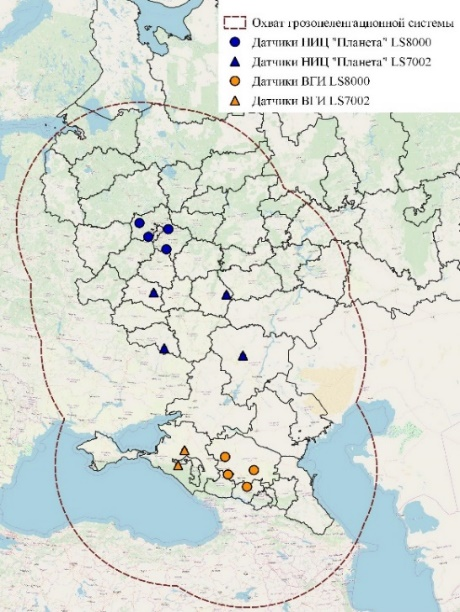 Охват грозопеленгационной системы
Датчики НИЦ "Планета" LS8000
Датчики НИЦ "Планета" LS7002
Датчики ВГИ LS8000
Датчики ВГИ LS7002